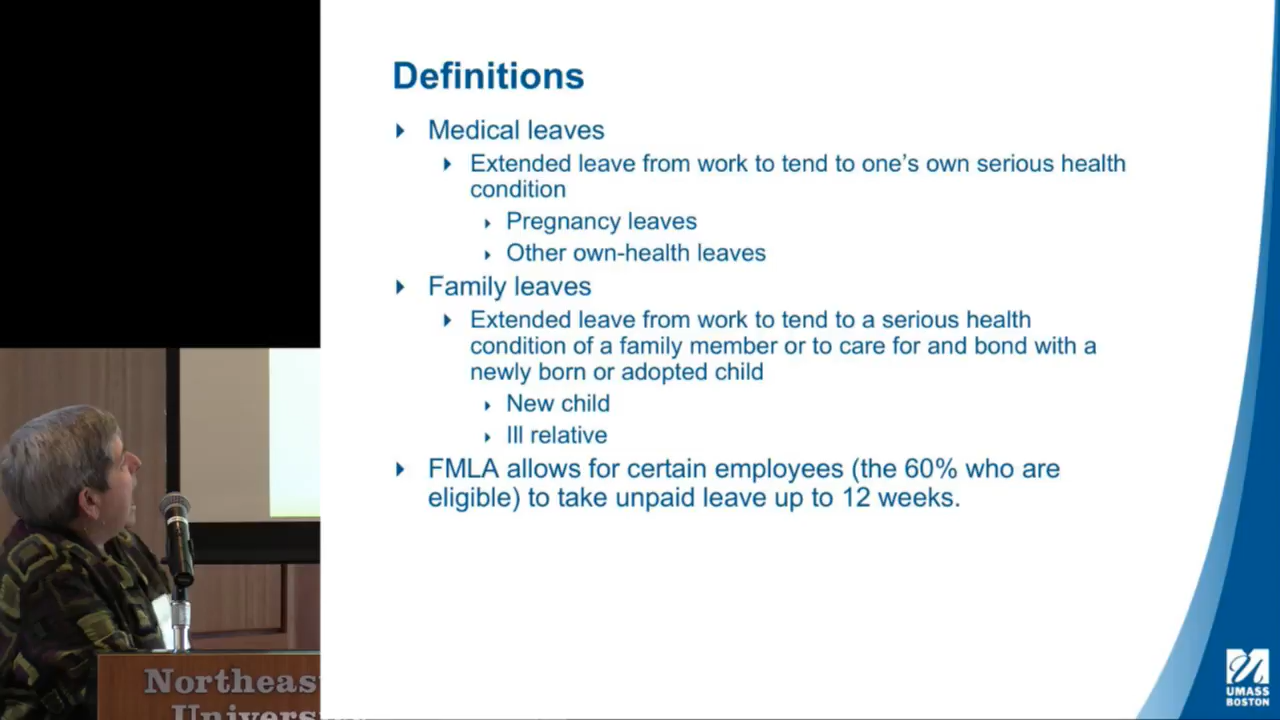 Definitions
Medical leaves
Extended leave from work to tend to one's own serious health
condition
Pregnancy leaves
Other own-health leaves
Family leaves
Extended leave from work to tend to a serious health
condition of a family member or to care for and bond with a
newly born or adopted child
New child
Ill relative
FMLA allows for certain employees (the 60% who are
eligible) to take unpaid leave up to 12 weeks.
Northeas
Universi
UMASS
BOSTON